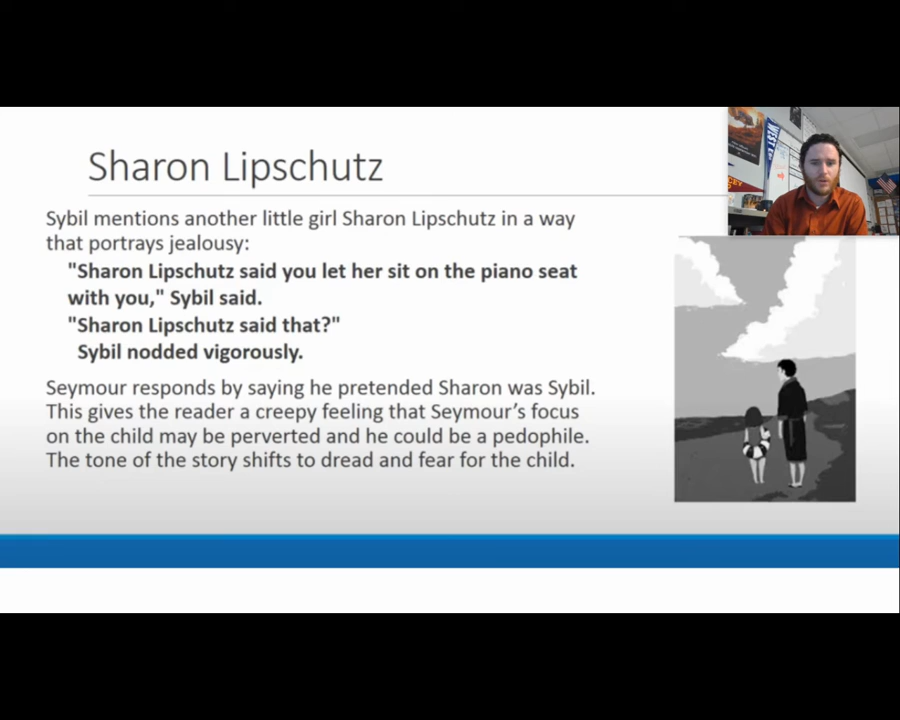 Sharon Lipschutz
Sybil mentions another little girl Sharon Lipschutz in a way
that portrays jealousy:
"Sharon Lipschutz said you let her sit on the piano seat
with you," Sybil said.
"Sharon Lipschutz said that?"
Sybil nodded vigorously.
Seymour responds by saying he pretended Sharon was Sybil.
This gives the reader a creepy feeling that Seymour's focus
on the child may be perverted and he could be a pedophile.
The tone of the story shifts to dread and fear for the child.